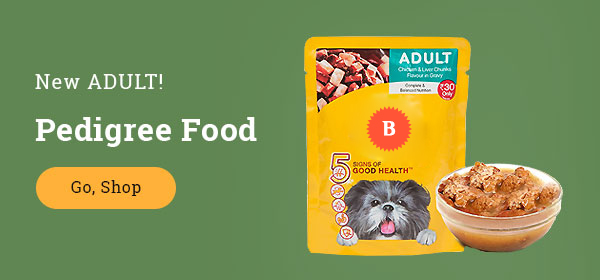 New ADULT!
Pedigree Food
Go, Shop
ADULT
Chicken & Liver Chunks
Flavour in Gravy
Complete &
Balanced Nutrition
₹30
Only
B
5 SIGNS OF
GOOD HEALTH™